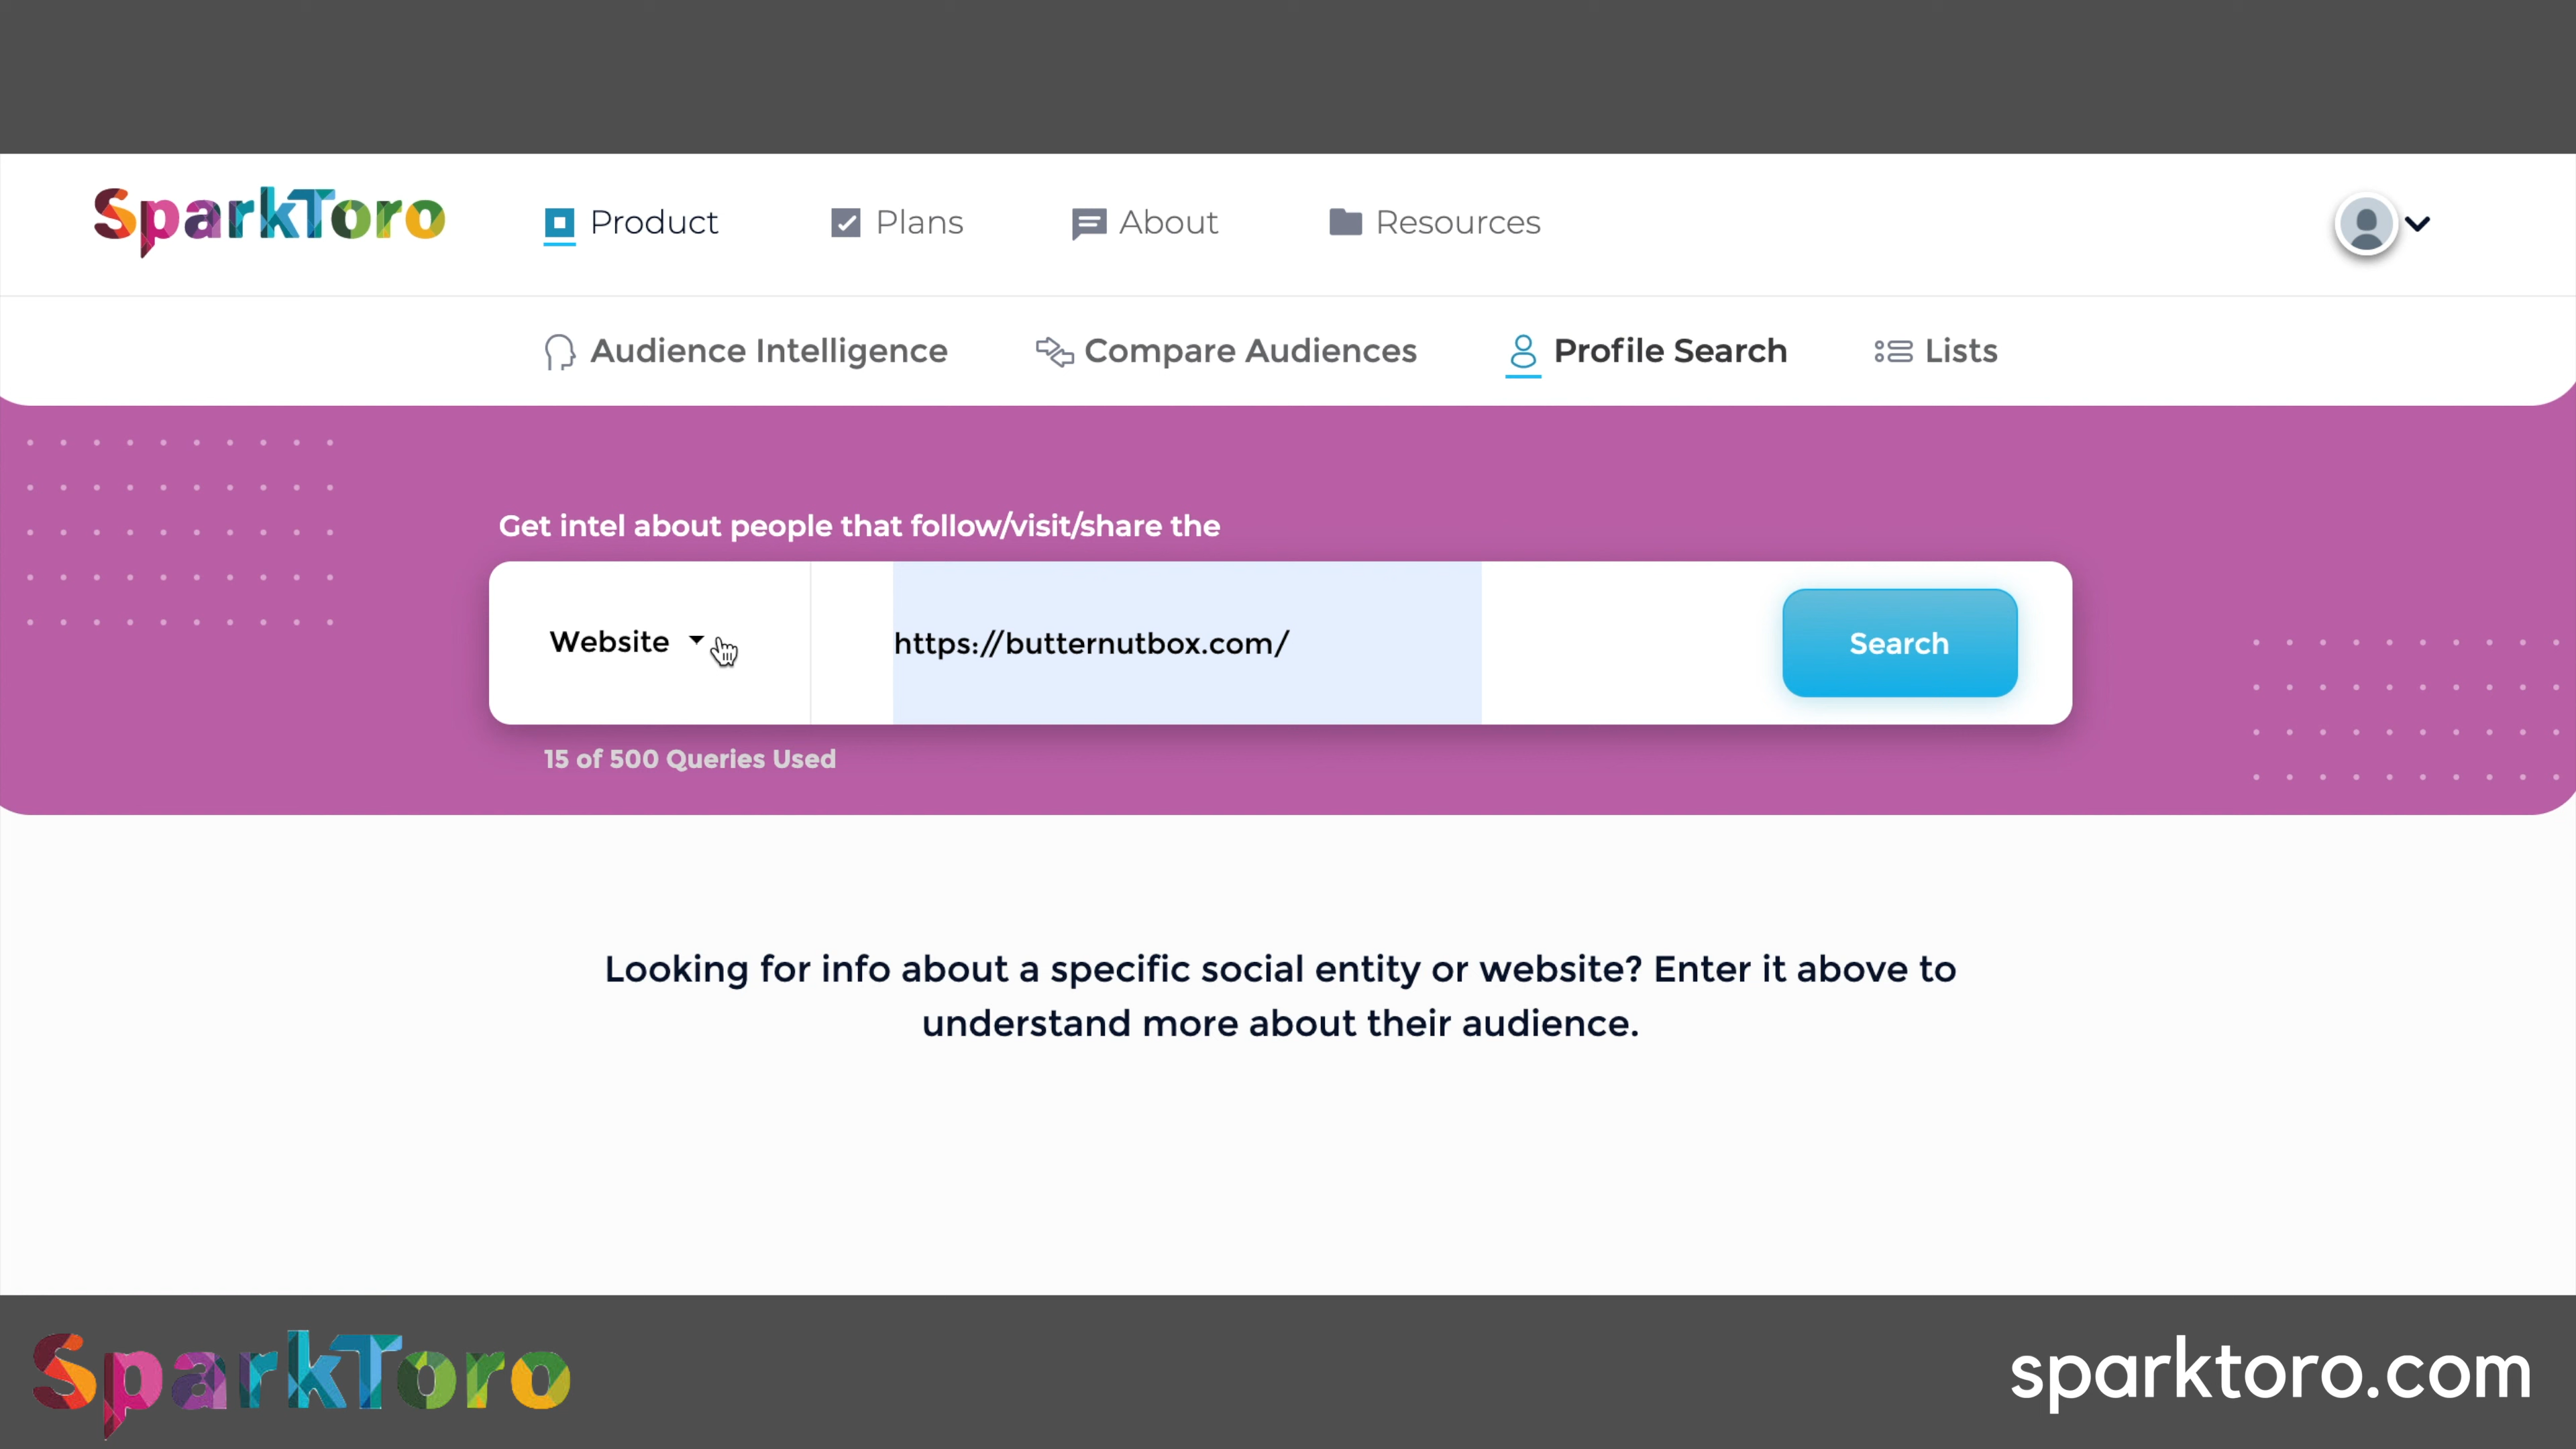 SparkToro
Product
Plans
About
Resources
Audience Intelligence
Compare Audiences
Profile Search
Lists
Get intel about people that follow/visit/share the
Website
https://butternutbox.com/
Search
15 of 500 Queries Used
Looking for info about a specific social entity or website? Enter it above to
understand more about their audience.
SparkToro
sparktoro.com